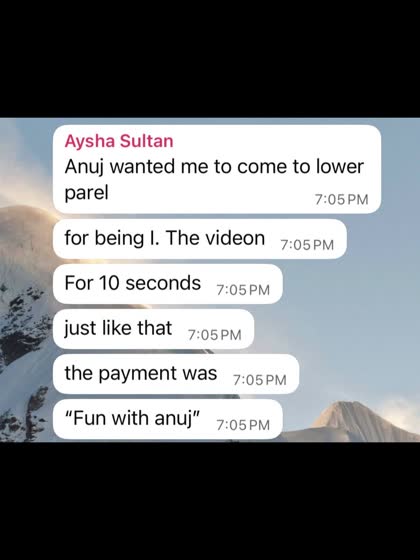 Aysha Sultan
Anuj wanted me to come to lower
parel
7:05 PM
for being I. The videon 7:05 PM
For 10 seconds 7:05 PM
just like that 7:05 PM
the payment was 7:05 PM
“Fun with anuj” 7:05 PM